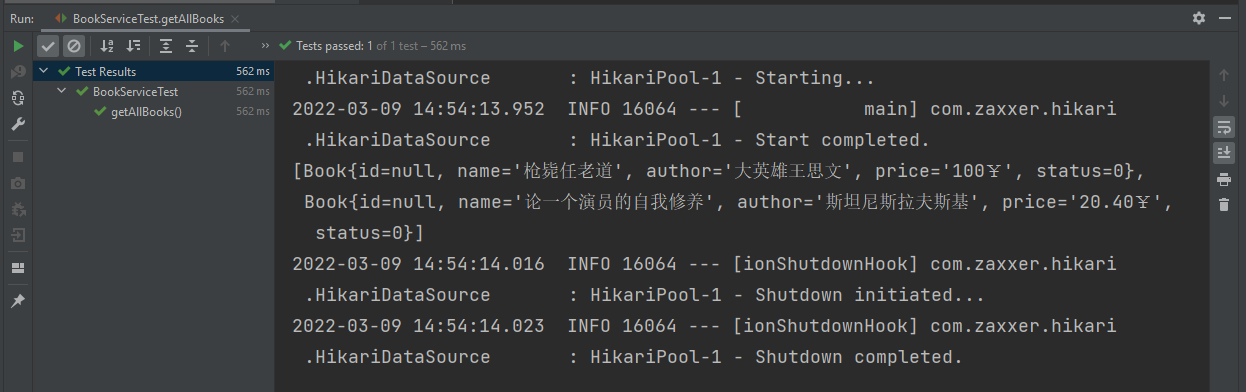 Run: BookServiceTest.getAllBooks ×
Tests passed: 1 of 1 test – 562 ms
Test Results 562 ms
BookServiceTest 562 ms
getAllBooks() 562 ms
.HikariDataSource : HikariPool-1 - Starting...
2022-03-09 14:54:13.952 INFO 16064 --- [ main] com.zaxxer.hikari
.HikariDataSource : HikariPool-1 - Start completed.
[Book{id=null, name='枪毙任老道', author='大英雄王思文', price='100¥', status=0},
Book{id=null, name='论一个演员的自我修养', author='斯坦尼斯拉夫斯基', price='20.40¥',
status=0}]
2022-03-09 14:54:14.016 INFO 16064 --- [ionShutdownHook] com.zaxxer.hikari
.HikariDataSource : HikariPool-1 - Shutdown initiated...
2022-03-09 14:54:14.023 INFO 16064 --- [ionShutdownHook] com.zaxxer.hikari
.HikariDataSource : HikariPool-1 - Shutdown completed.